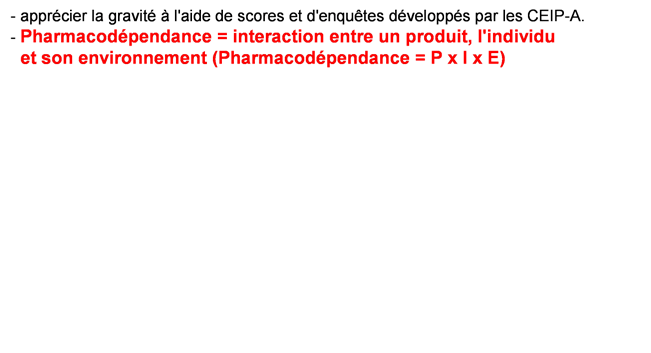 - apprécier la gravité à l'aide de scores et d'enquêtes développés par les CEIP-A.
- Pharmacodépendance = interaction entre un produit, l'individu
et son environnement (Pharmacodépendance = P x I x E)